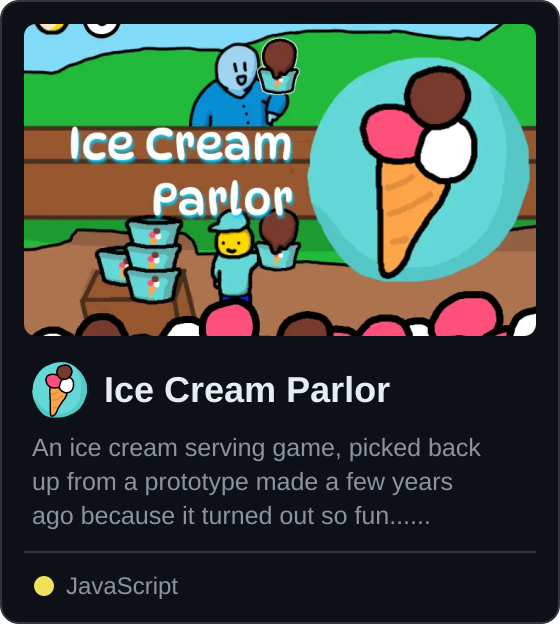 Ice Cream
Parlor
Ice Cream Parlor
An ice cream serving game, picked back
up from a prototype made a few years
ago because it turned out so fun......
JavaScript